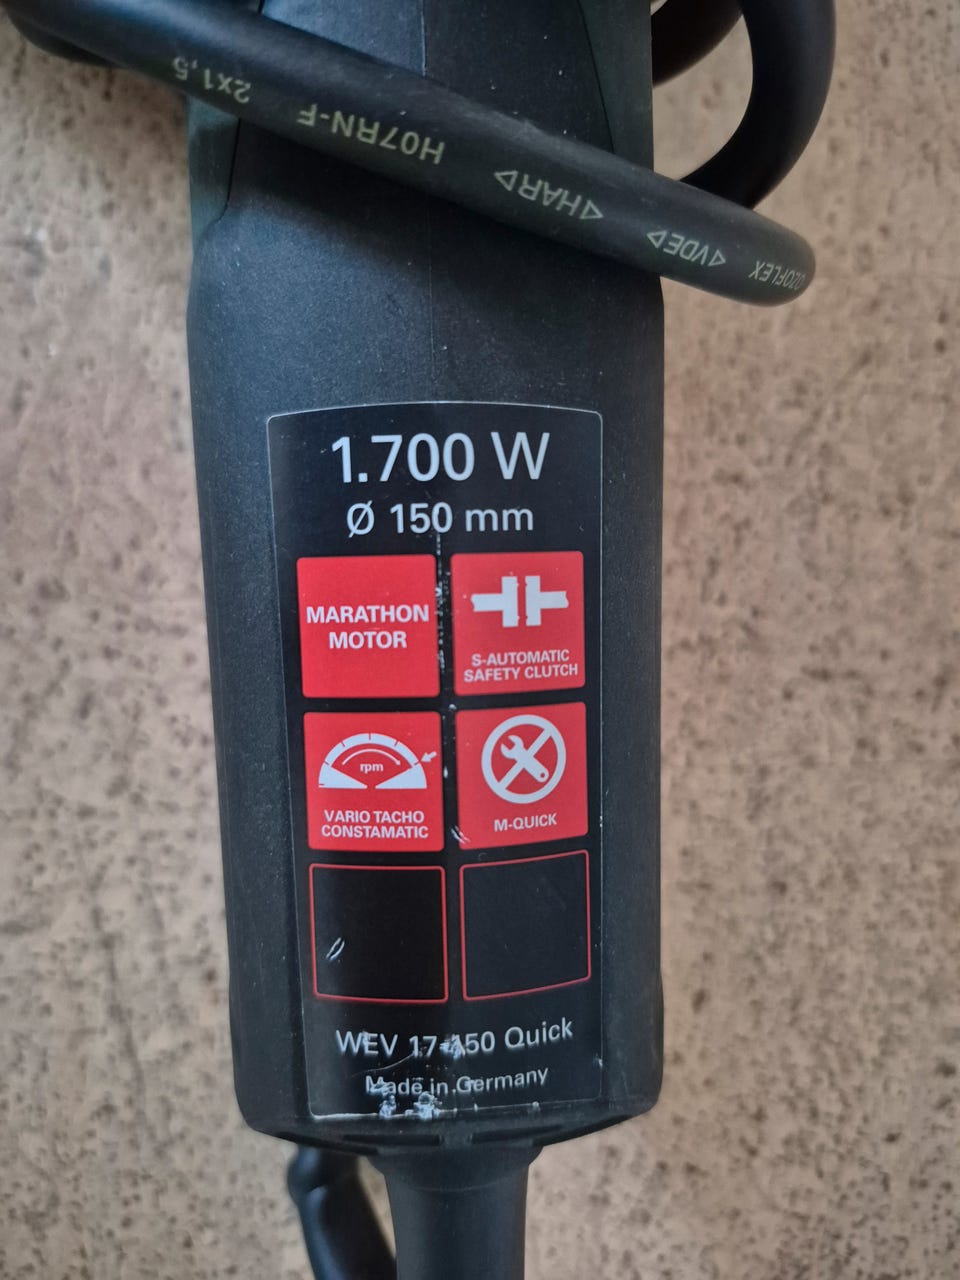 2x1,5 H07RN-F ◁HAR▷ ◁VDE▷ OZOFLEX
1.700 W
Ø 150 mm
MARATHON
MOTOR
S-AUTOMATIC
SAFETY CLUTCH
rpm
VARIO TACHO
CONSTAMATIC
M-QUICK
WEV 17-150 Quick
Made in Germany